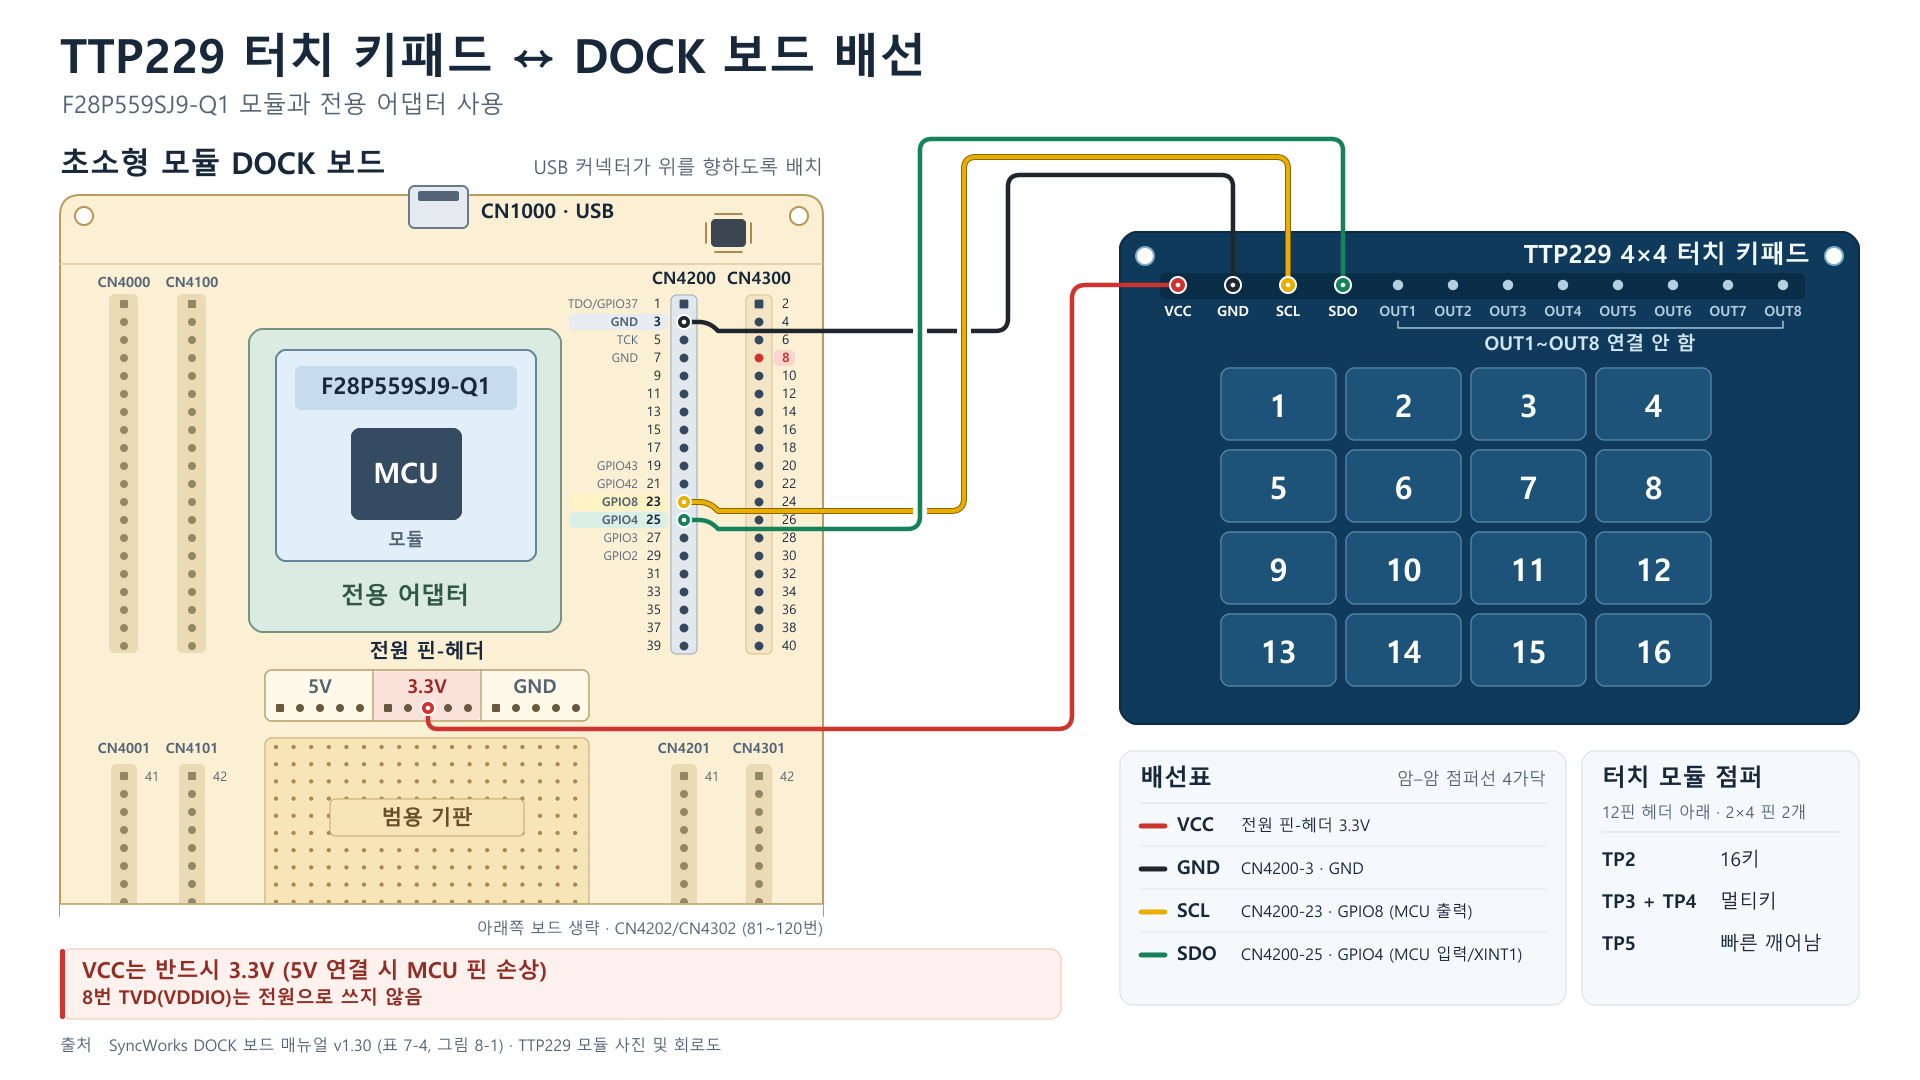 TTP229 터치 키패드 ↔ DOCK 보드 배선
F28P559SJ9-Q1 모듈과 전용 어댑터 사용
초소형 모듈 DOCK 보드
USB 커넥터가 위를 향하도록 배치
CN1000 · USB
CN4000 CN4100
CN4200 CN4300
TDO/GPIO37 1 2
GND 3 4
TCK 5 6
GND 7 8
9 10
11 12
13 14
15 16
17 18
GPIO43 19 20
GPIO42 21 22
GPIO8 23 24
GPIO4 25 26
GPIO3 27 28
GPIO2 29 30
31 32
33 34
35 36
37 38
39 40
F28P559SJ9-Q1
MCU
모듈
전용 어댑터
전원 핀-헤더
5V 3.3V GND
CN4001 CN4101
41 42
CN4201 CN4301
41 42
범용 기판
아래쪽 보드 생략 · CN4202/CN4302 (81~120번)
TTP229 4×4 터치 키패드
VCC GND SCL SDO OUT1 OUT2 OUT3 OUT4 OUT5 OUT6 OUT7 OUT8
OUT1~OUT8 연결 안 함
1 2 3 4
5 6 7 8
9 10 11 12
13 14 15 16
배선표
암–암 점퍼선 4가닥
VCC 전원 핀-헤더 3.3V
GND CN4200-3 · GND
SCL CN4200-23 · GPIO8 (MCU 출력)
SDO CN4200-25 · GPIO4 (MCU 입력/XINT1)
터치 모듈 점퍼
12핀 헤더 아래 · 2×4 핀 2개
TP2 16키
TP3 + TP4 멀티키
TP5 빠른 깨어남
VCC는 반드시 3.3V (5V 연결 시 MCU 핀 손상)
8번 TVD(VDDIO)는 전원으로 쓰지 않음
출처 SyncWorks DOCK 보드 매뉴얼 v1.30 (표 7-4, 그림 8-1) · TTP229 모듈 사진 및 회로도